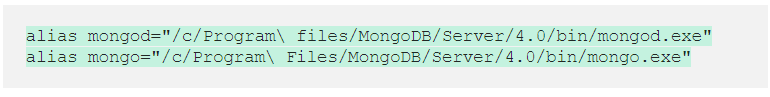 alias mongod="/c/Program\ files/MongoDB/Server/4.0/bin/mongod.exe"
alias mongo="/c/Program\ Files/MongoDB/Server/4.0/bin/mongo.exe"